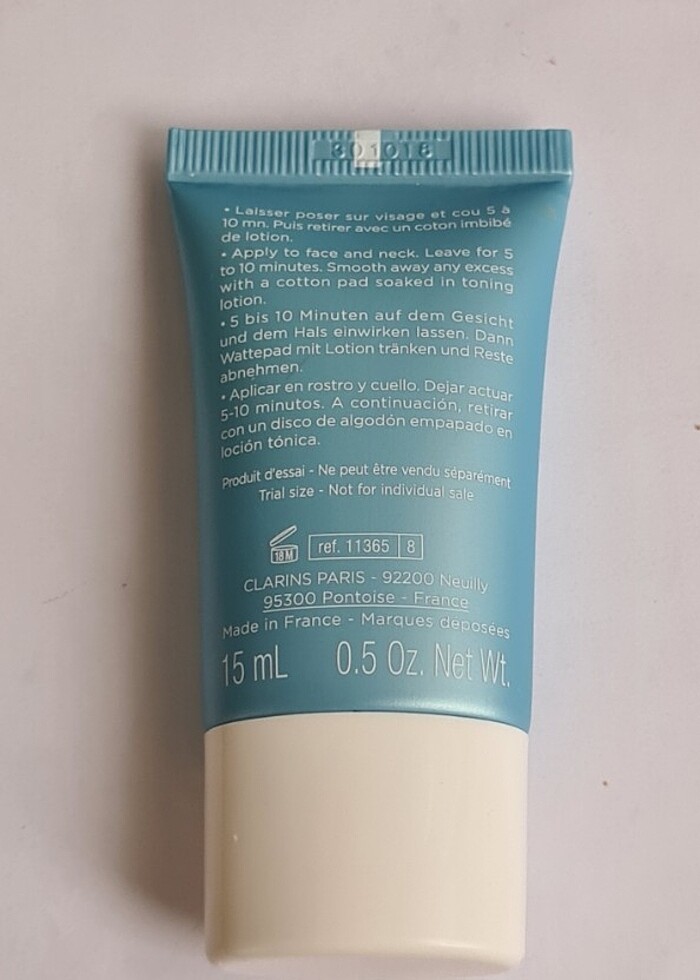 301018
• Laisser poser sur visage et cou 5 à
10 mn. Puis retirer avec un coton imbibé
de lotion.
• Apply to face and neck. Leave for 5
to 10 minutes. Smooth away any excess
with a cotton pad soaked in toning
lotion.
• 5 bis 10 Minuten auf dem Gesicht
und dem Hals einwirken lassen. Dann
Wattepad mit Lotion tränken und Reste
abnehmen.
• Aplicar en rostro y cuello. Dejar actuar
5-10 minutos. A continuación, retirar
con un disco de algodón empapado en
loción tónica.
Produit d'essai - Ne peut être vendu séparément
Trial size - Not for individual sale
18M ref. 11365 8
CLARINS PARIS - 92200 Neuilly
95300 Pontoise - France
Made in France - Marques déposées
15 mL 0.5 Oz. Net Wt.